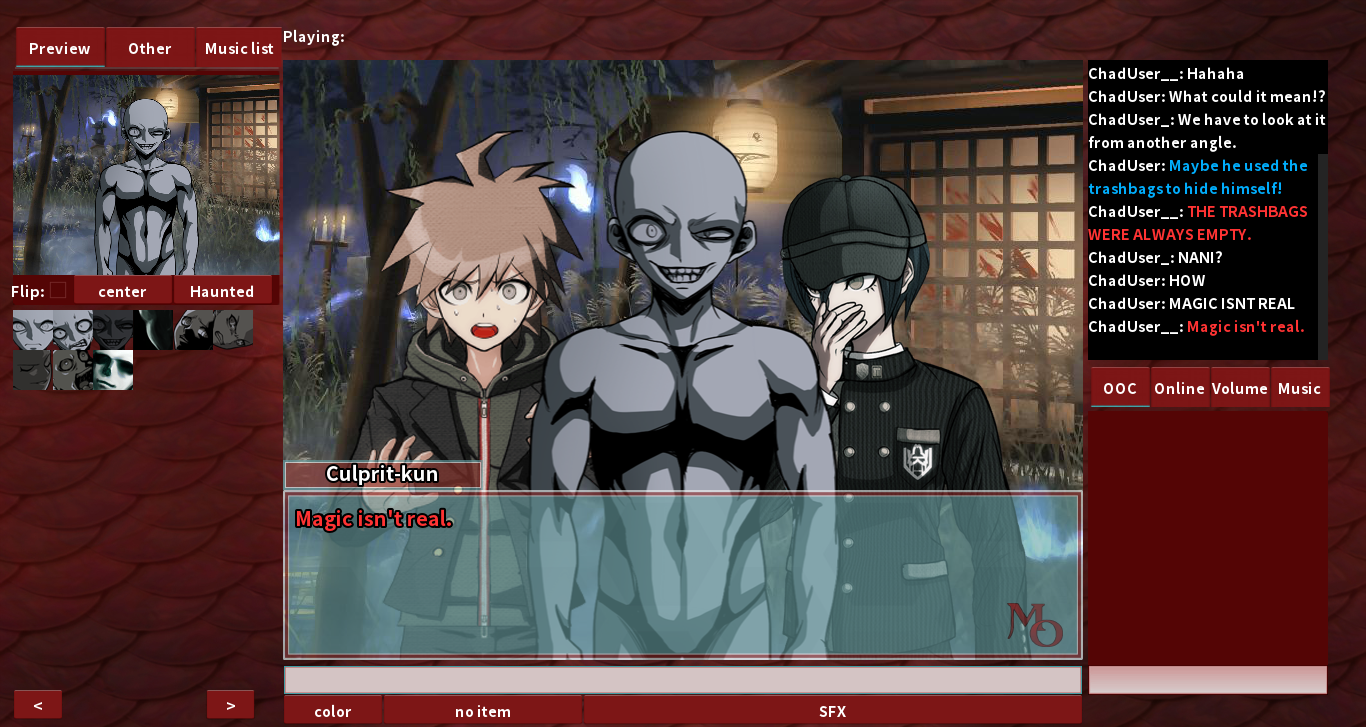 Preview
Other
Music list
Playing:
Flip:
center
Haunted
<
>
Culprit-kun
Magic isn't real.
MO
color
no item
SFX
ChadUser__: Hahaha
ChadUser: What could it mean!?
ChadUser_: We have to look at it
from another angle.
ChadUser: Maybe he used the
trashbags to hide himself!
ChadUser__: THE TRASHBAGS
WERE ALWAYS EMPTY.
ChadUser_: NANI?
ChadUser: HOW
ChadUser: MAGIC ISNT REAL
ChadUser__: Magic isn't real.
OOC
Online
Volume
Music